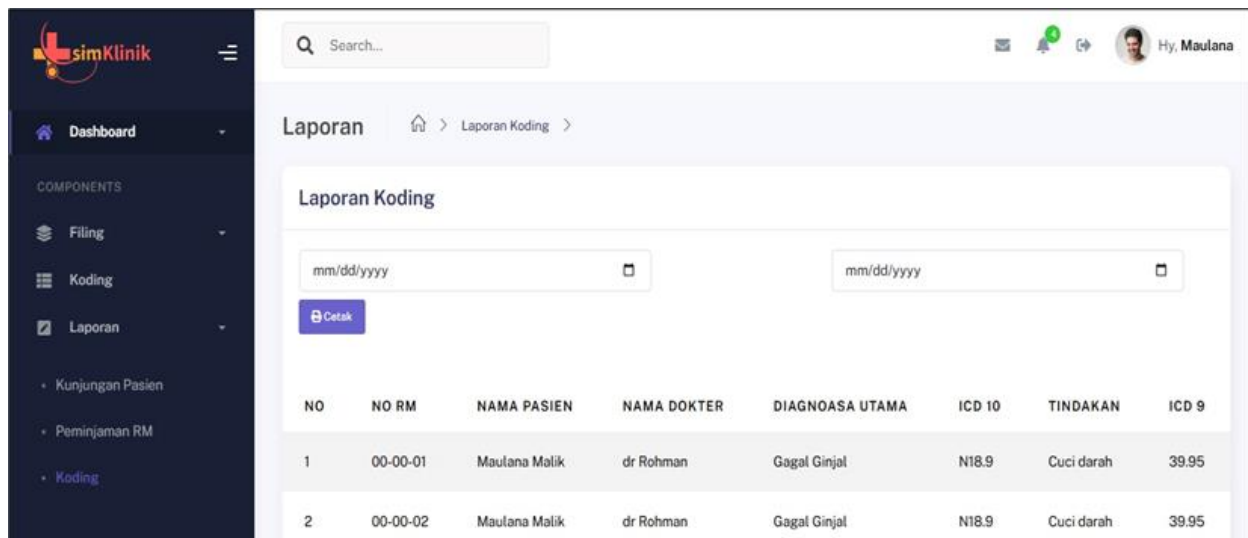 simKlinik
Search...
4
Hy, Maulana
Dashboard
Laporan > Laporan Koding >
COMPONENTS
Laporan Koding
Filing
mm/dd/yyyy mm/dd/yyyy
Koding
Cetak
Laporan
Kunjungan Pasien
Peminjaman RM
Koding
NO NO RM NAMA PASIEN NAMA DOKTER DIAGNOASA UTAMA ICD 10 TINDAKAN ICD 9
1 00-00-01 Maulana Malik dr Rohman Gagal Ginjal N18.9 Cuci darah 39.95
2 00-00-02 Maulana Malik dr Rohman Gagal Ginjal N18.9 Cuci darah 39.95